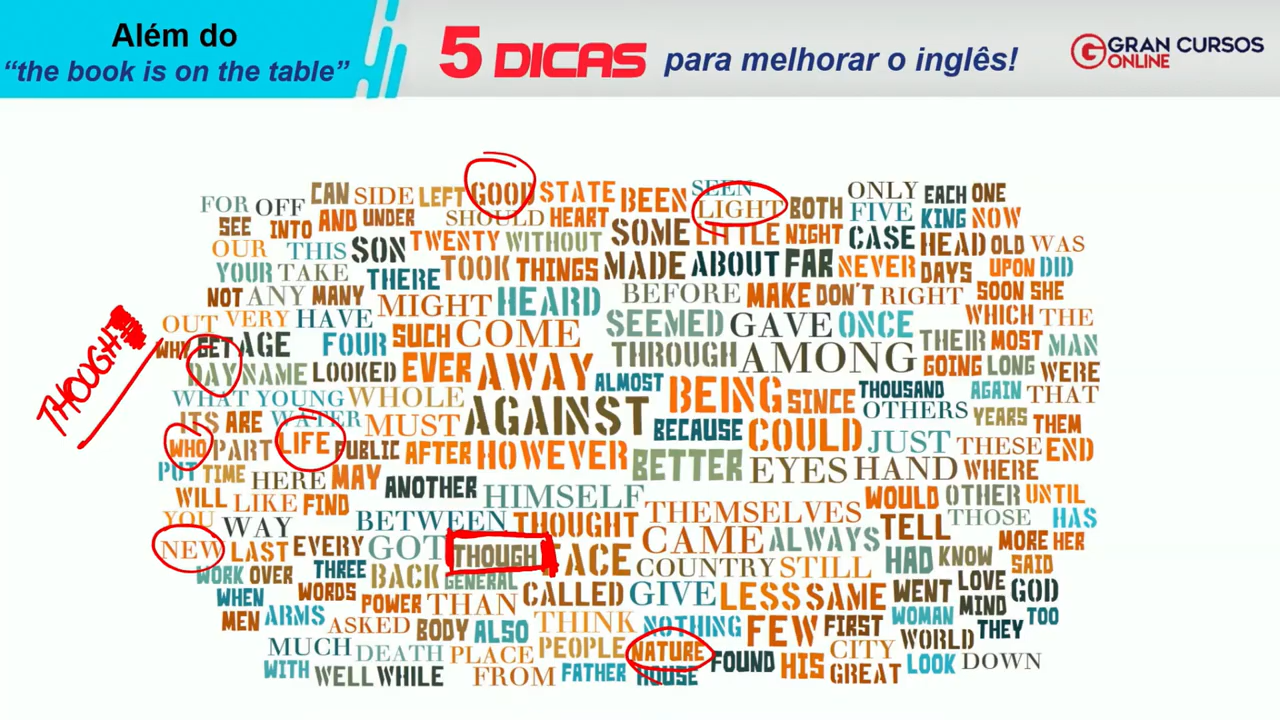 Além do
“the book is on the table”
5 DICAS para melhorar o inglês!
GRAN CURSOS
ONLINE
CAN SIDE LEFT GOOD STATE BEEN SEEN ONLY EACH ONE
FOR OFF SHOULD HEART LIGHT BOTH FIVE KING NOW
SEE INTO AND UNDER SOME LITTLE NIGHT CASE HEAD OLD WAS
OUR THIS SON TWENTY WITHOUT
YOUR TAKE THERE TOOK THINGS MADE ABOUT FAR NEVER DAYS UPON DID
NOT ANY MANY MIGHT HEARD BEFORE MAKE DON'T RIGHT SOON SHE
OUT VERY HAVE SUCH COME SEEMED GAVE ONCE WHICH THE
WHY GET AGE FOUR THROUGH AMONG THEIR MOST MAN
DAY NAME LOOKED EVER AWAY ALMOST BEING SINCE THOUSAND GOING LONG WERE
WHAT YOUNG WHOLE AGAINST OTHERS AGAIN THAT
ITS ARE WATER MUST BECAUSE COULD JUST YEARS THEM
WHO PART LIFE PUBLIC AFTER HOWEVER BETTER EYES HAND THESE END
PUT TIME HERE MAY ANOTHER HIMSELF WHERE
WILL LIKE FIND THEMSELVES WOULD OTHER UNTIL
YOU WAY BETWEEN THOUGHT CAME ALWAYS TELL THOSE HAS
NEW LAST EVERY GOT THOUGH FACE COUNTRY STILL HAD KNOW MORE HER
WORK OVER THREE BACK GENERAL CALLED GIVE LESS SAME WENT LOVE SAID
WHEN WORDS POWER THAN THINK NOTHING FEW FIRST WOMAN MIND GOD
MEN ARMS ASKED BODY ALSO PEOPLE NATURE CITY WORLD THEY TOO
MUCH DEATH PLACE FROM FATHER HOUSE FOUND HIS GREAT LOOK DOWN
WITH WELL WHILE
THOUGH